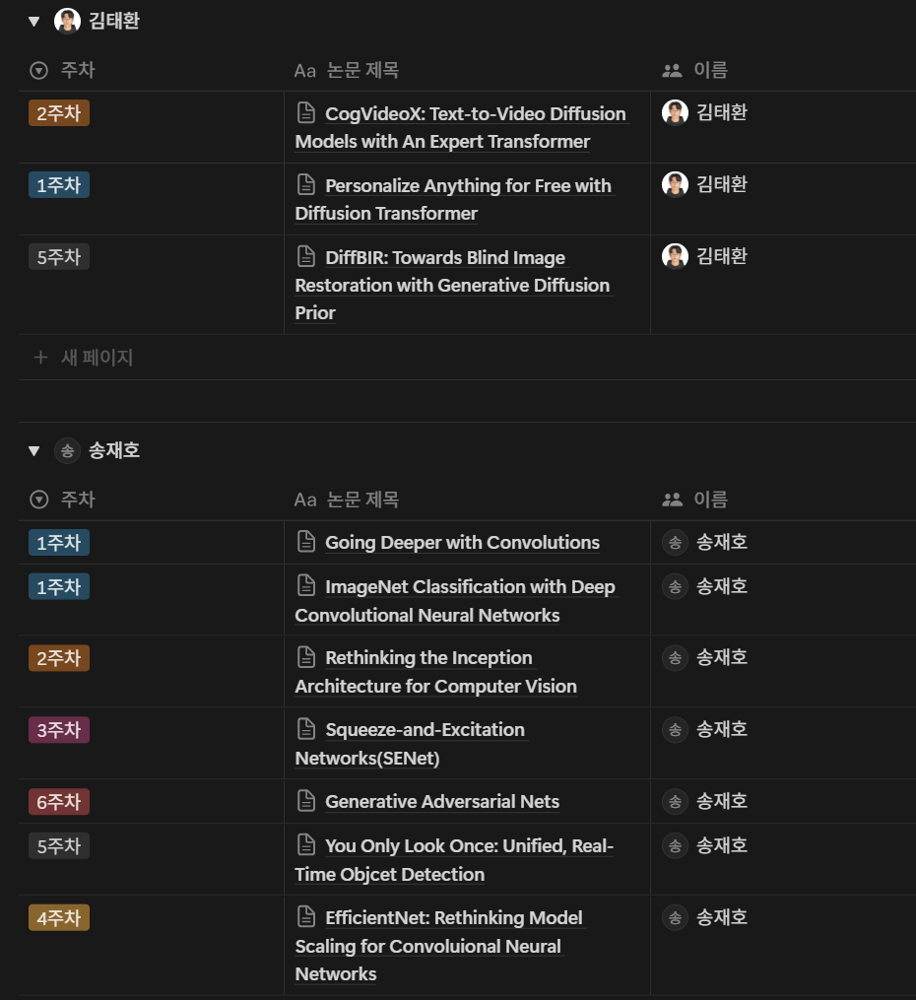 김태환
주차 Aa 논문 제목 이름
2주차 CogVideoX: Text-to-Video Diffusion 김태환
Models with An Expert Transformer
1주차 Personalize Anything for Free with 김태환
Diffusion Transformer
5주차 DiffBIR: Towards Blind Image 김태환
Restoration with Generative Diffusion
Prior
+ 새 페이지
송 송재호
주차 Aa 논문 제목 이름
1주차 Going Deeper with Convolutions 송 송재호
1주차 ImageNet Classification with Deep 송 송재호
Convolutional Neural Networks
2주차 Rethinking the Inception 송 송재호
Architecture for Computer Vision
3주차 Squeeze-and-Excitation 송 송재호
Networks(SENet)
6주차 Generative Adversarial Nets 송 송재호
5주차 You Only Look Once: Unified, Real- 송 송재호
Time Objcet Detection
4주차 EfficientNet: Rethinking Model 송 송재호
Scaling for Convoluional Neural
Networks